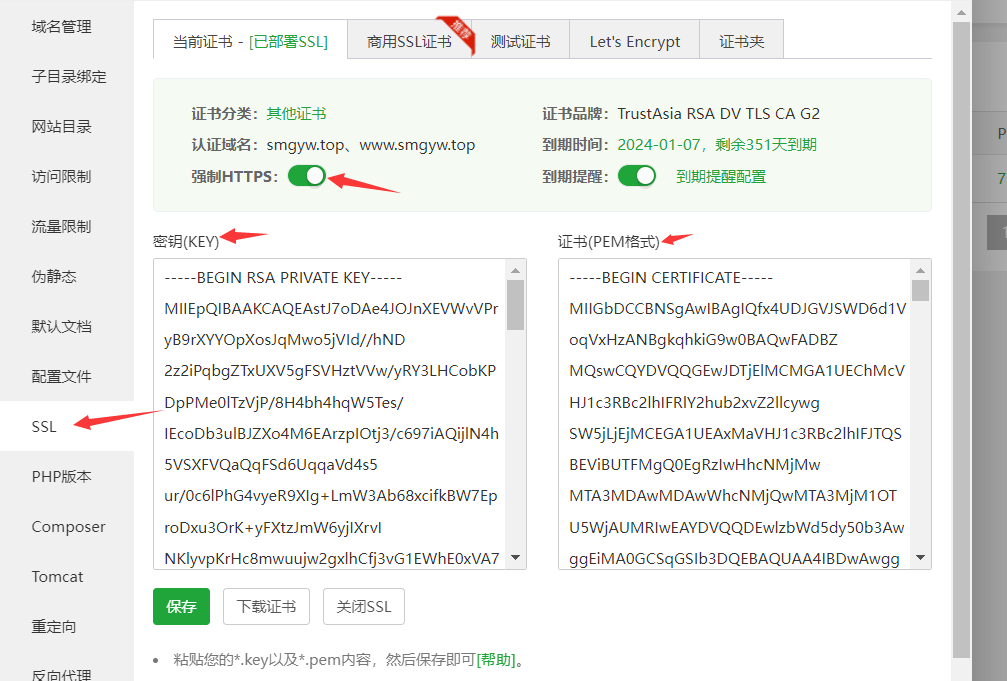 域名管理
子目录绑定
网站目录
访问限制
流量限制
伪静态
默认文档
配置文件
SSL
PHP版本
Composer
Tomcat
重定向
反向代理
当前证书 - [已部署SSL]
商用SSL证书
推荐
测试证书
Let's Encrypt
证书夹
证书分类： 其他证书
证书品牌： TrustAsia RSA DV TLS CA G2
认证域名： smgyw.top、www.smgyw.top
到期时间： 2024-01-07，剩余351天到期
强制HTTPS：
到期提醒： 到期提醒配置
密钥(KEY)
-----BEGIN RSA PRIVATE KEY-----
MIIEpQIBAAKCAQEAstJ7oDAe4JOJnXEVWvVPr
yB9rXYYOpXosJqMwo5jVId//hND
2z2iPqbgZTxUXV5gFSVHztVVw/yRY3LHCobKP
DpPMe0lTzVjP/8H4bh4hqW5Tes/
IEcoDb3ulBJZXo4M6EArzpIOtj3/c697iAQijlN4h
5VSXFVQaQqFSd6UqqaVd4s5
ur/0c6lPhG4vyeR9XIg+LmW3Ab68xcifkBW7Ep
roDxu3OrK+yFXtzJmW6yjIXrvI
NKlyvpKrHc8mwuujw2gxlhCfj3vG1EWhE0xVA7
证书(PEM格式)
-----BEGIN CERTIFICATE-----
MIIGbDCCBNSgAwIBAgIQfx4UDJGVJSWD6d1V
oqVxHzANBgkqhkiG9w0BAQwFADBZ
MQswCQYDVQQGEwJDTjElMCMGA1UEChMcV
HJ1c3RBc2lhIFRlY2hub2xvZ2llcywg
SW5jLjEjMCEGA1UEAxMaVHJ1c3RBc2lhIFJTQS
BEViBUTFMgQ0EgRzIwHhcNMjMw
MTA3MDAwMDAwWhcNMjQwMTA3MjM1OT
U5WjAUMRIwEAYDVQQDEwlzbWd5dy50b3Aw
ggEiMA0GCSqGSIb3DQEBAQUAA4IBDwAwgg
保存
下载证书
关闭SSL
粘贴您的*.key以及*.pem内容，然后保存即可[帮助]。
P
7
1